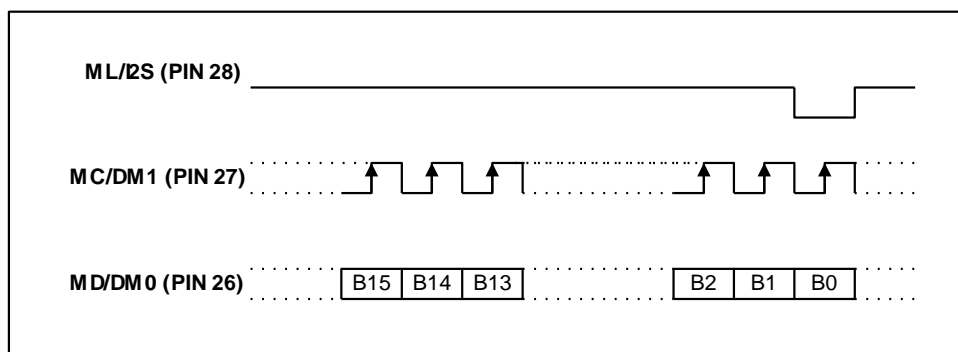 ML/I2S (PIN 28)
MC/DM1 (PIN 27)
MD/DM0 (PIN 26)
B15 B14 B13 B2 B1 B0